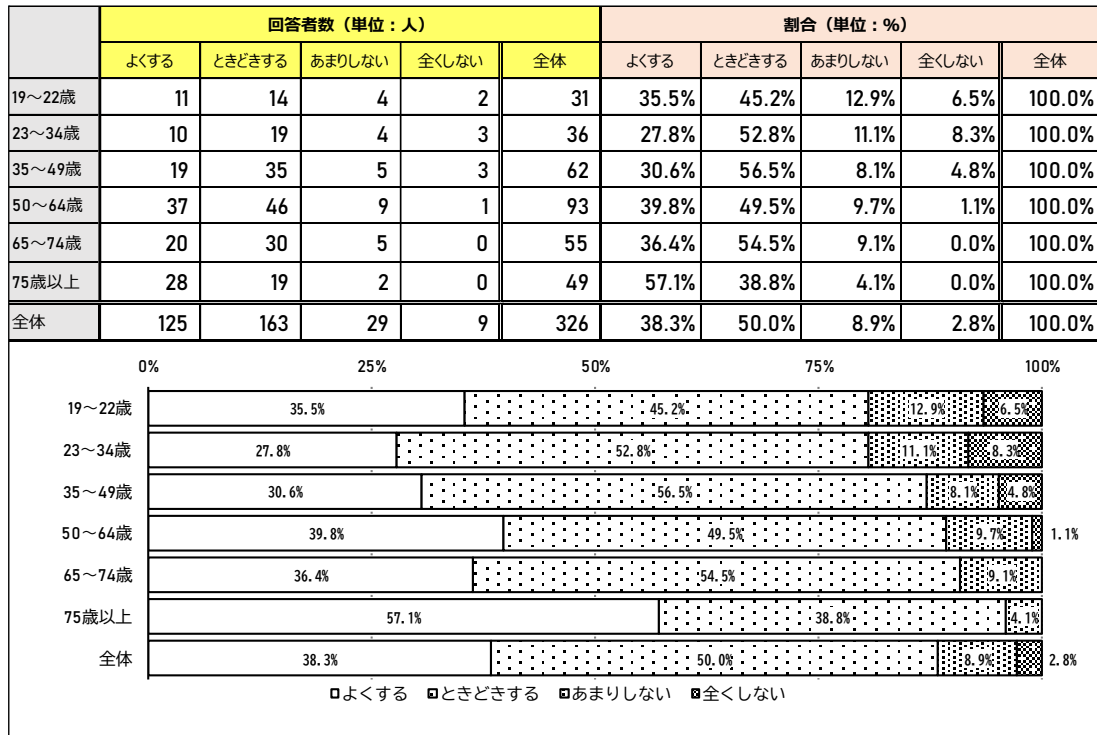 回答者数（単位：人） 割合（単位：%）
よくする ときどきする あまりしない 全くしない 全体 よくする ときどきする あまりしない 全くしない 全体
19～22歳 11 14 4 2 31 35.5% 45.2% 12.9% 6.5% 100.0%
23～34歳 10 19 4 3 36 27.8% 52.8% 11.1% 8.3% 100.0%
35～49歳 19 35 5 3 62 30.6% 56.5% 8.1% 4.8% 100.0%
50～64歳 37 46 9 1 93 39.8% 49.5% 9.7% 1.1% 100.0%
65～74歳 20 30 5 0 55 36.4% 54.5% 9.1% 0.0% 100.0%
75歳以上 28 19 2 0 49 57.1% 38.8% 4.1% 0.0% 100.0%
全体 125 163 29 9 326 38.3% 50.0% 8.9% 2.8% 100.0%
0% 25% 50% 75% 100%
19～22歳 35.5% 45.2% 12.9% 6.5%
23～34歳 27.8% 52.8% 11.1% 8.3%
35～49歳 30.6% 56.5% 8.1% 4.8%
50～64歳 39.8% 49.5% 9.7% 1.1%
65～74歳 36.4% 54.5% 9.1%
75歳以上 57.1% 38.8% 4.1%
全体 38.3% 50.0% 8.9% 2.8%
よくする ときどきする あまりしない 全くしない